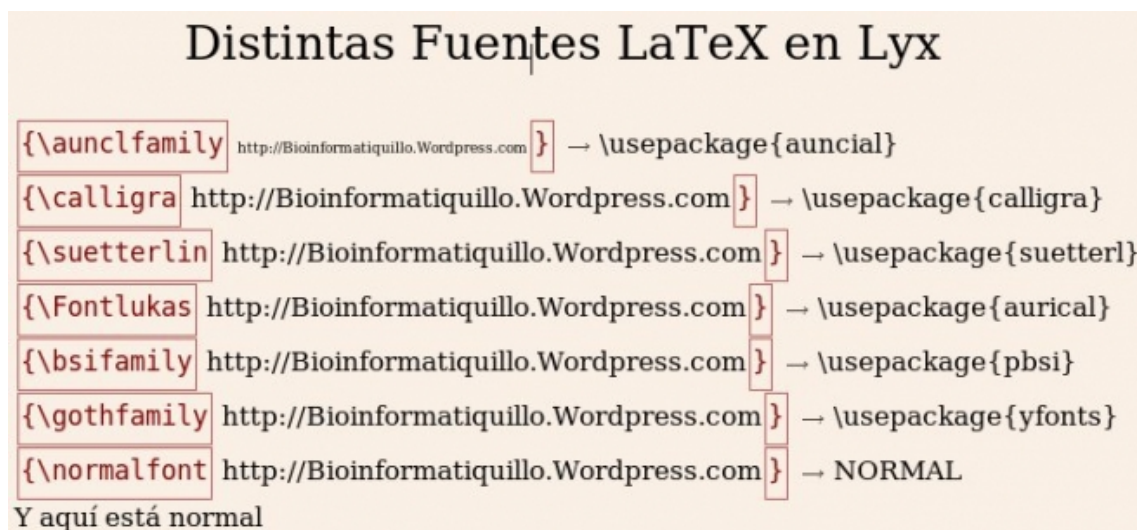 Distintas Fuentes LaTeX en Lyx
{\aunclfamily http://Bioinformatiquillo.Wordpress.com } → \usepackage{auncial}
{\calligra http://Bioinformatiquillo.Wordpress.com } → \usepackage{calligra}
{\suetterlin http://Bioinformatiquillo.Wordpress.com } → \usepackage{suetterl}
{\Fontlukas http://Bioinformatiquillo.Wordpress.com } → \usepackage{aurical}
{\bsifamily http://Bioinformatiquillo.Wordpress.com } → \usepackage{pbsi}
{\gothfamily http://Bioinformatiquillo.Wordpress.com } → \usepackage{yfonts}
{\normalfont http://Bioinformatiquillo.Wordpress.com } → NORMAL
Y aquí está normal